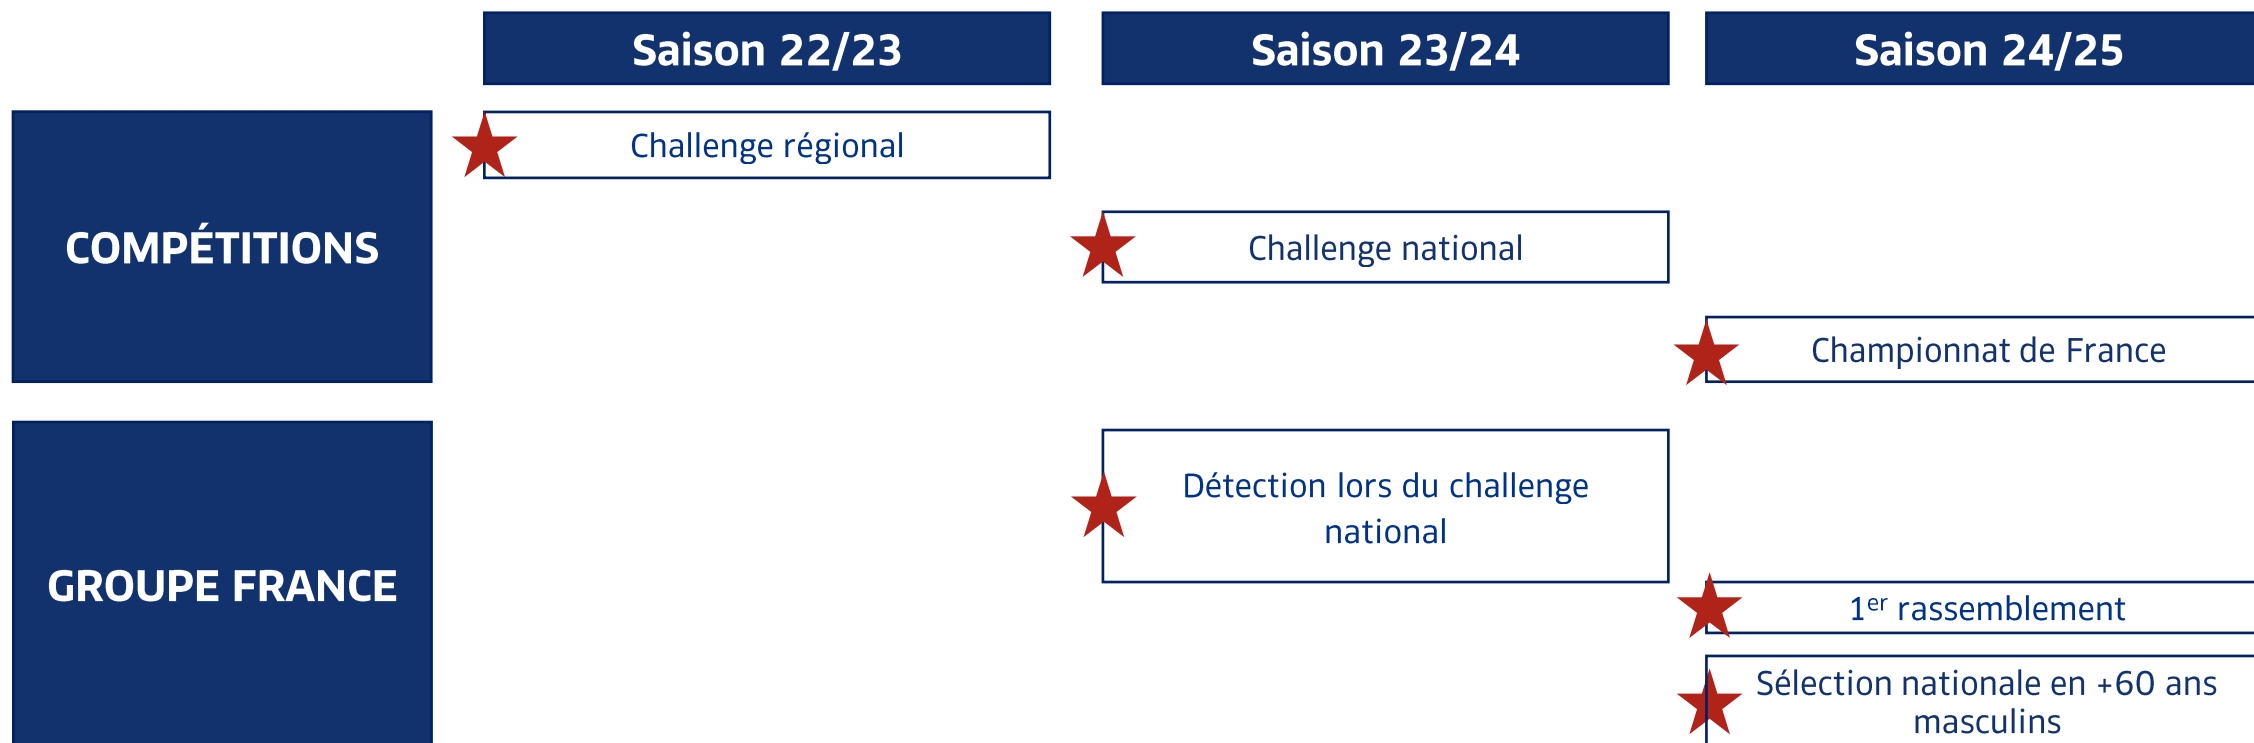 Saison 22/23
Saison 23/24
Saison 24/25
COMPÉTITIONS
Challenge régional
Challenge national
Championnat de France
GROUPE FRANCE
Détection lors du challenge
national
1er rassemblement
Sélection nationale en +60 ans
masculins